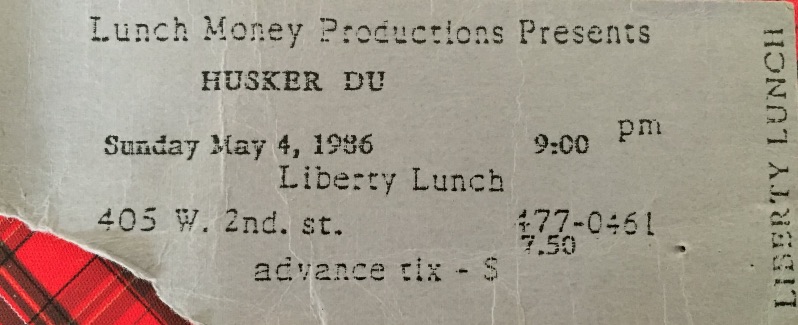 Lunch Money Productions Presents
HUSKER DU
Sunday May 4, 1986 9:00 pm
Liberty Lunch
405 W. 2nd. st. 477-0461
7.50
advance tix - $
LIBERTY LUNCH